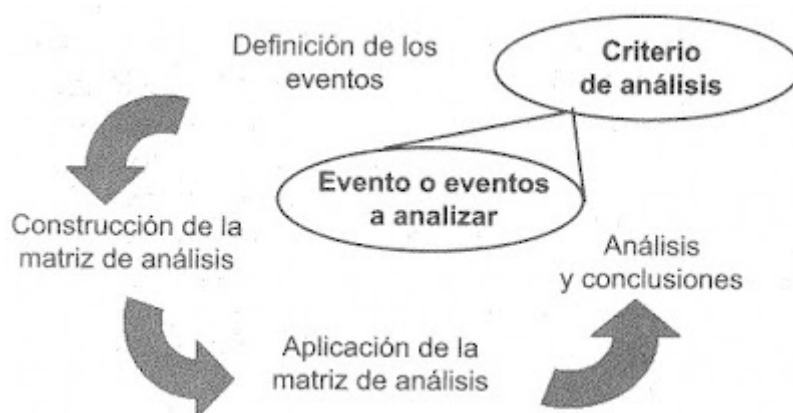 Definición de los
eventos
Criterio
de análisis
Evento o eventos
a analizar
Construcción de la
matriz de análisis
Análisis
y conclusiones
Aplicación de la
matriz de análisis